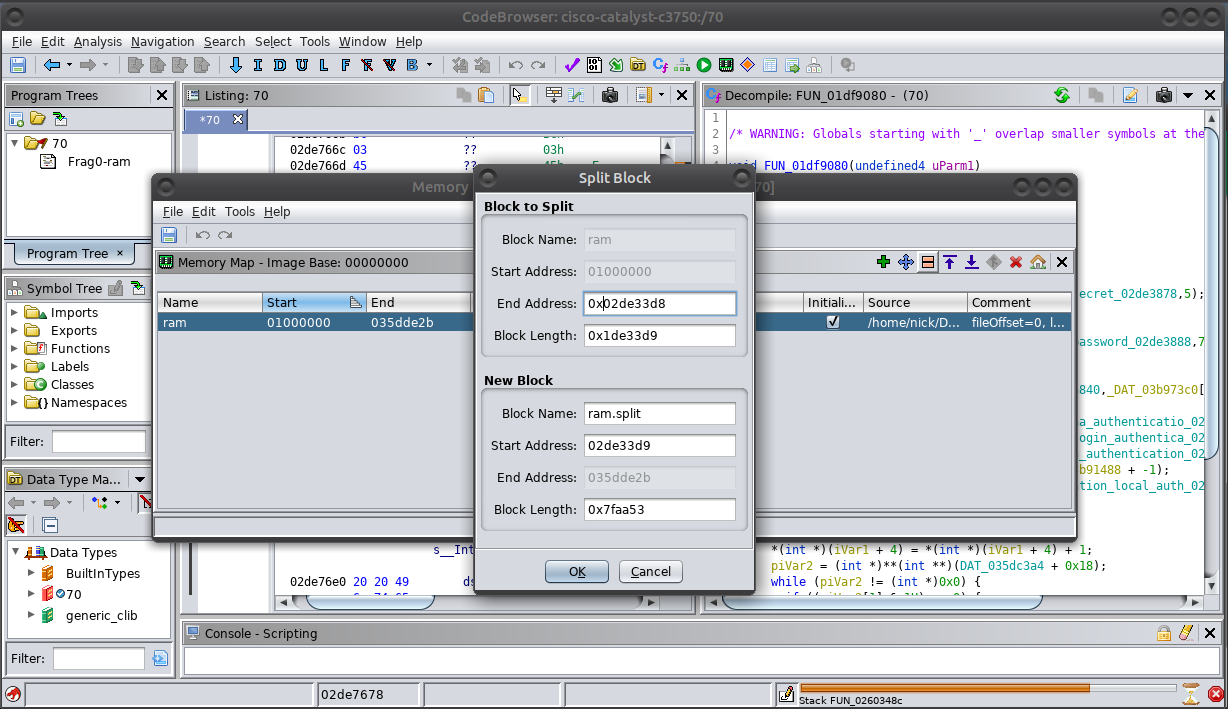 CodeBrowser: cisco-catalyst-c3750:/70
File Edit Analysis Navigation Search Select Tools Window Help
I D U L F B
Program Trees
70
Frag0-ram
Program Tree ×
Symbol Tree
Imports
Exports
Functions
Labels
Classes
Namespaces
Filter:
Data Type Ma...
Data Types
BuiltInTypes
70
generic_clib
Filter:
Listing: 70
*70
02de766c 03 ?? 03h
02de766d 45 ??
s__Int
02de76e0 20 20 49 ds
Decompile: FUN_01df9080 - (70)
1
2 /* WARNING: Globals starting with '_' overlap smaller symbols at the
3
4 void FUN_01df9080(undefined4 uParm1)
ecret_02de3878,5);
assword_02de3888,7
840,_DAT_03b973c0[
a_authenticatio_02
ogin_authentica_02
_authentication_02
b91488 + -1);
tion_local_auth_02
*(int *)(iVar1 + 4) = *(int *)(iVar1 + 4) + 1;
piVar2 = (int *)**(int **)(DAT_035dc3a4 + 0x18);
while (piVar2 != (int *)0x0) {
Memory
70]
File Edit Tools Help
Memory Map - Image Base: 00000000
Name Start End Initiali... Source Comment
ram 01000000 035dde2b /home/nick/D... fileOffset=0, l...
Split Block
Block to Split
Block Name: ram
Start Address: 01000000
End Address: 0x02de33d8
Block Length: 0x1de33d9
New Block
Block Name: ram.split
Start Address: 02de33d9
End Address: 035dde2b
Block Length: 0x7faa53
OK Cancel
Console - Scripting
02de7678
Stack FUN_0260348c